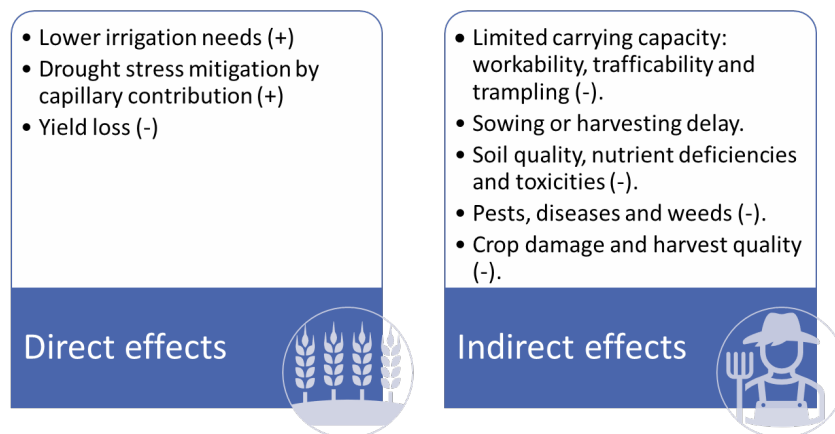 • Lower irrigation needs (+)
• Drought stress mitigation by
capillary contribution (+)
• Yield loss (-)
Direct effects
• Limited carrying capacity:
workability, trafficability and
trampling (-).
• Sowing or harvesting delay.
• Soil quality, nutrient deficiencies
and toxicities (-).
• Pests, diseases and weeds (-).
• Crop damage and harvest quality
(-).
Indirect effects